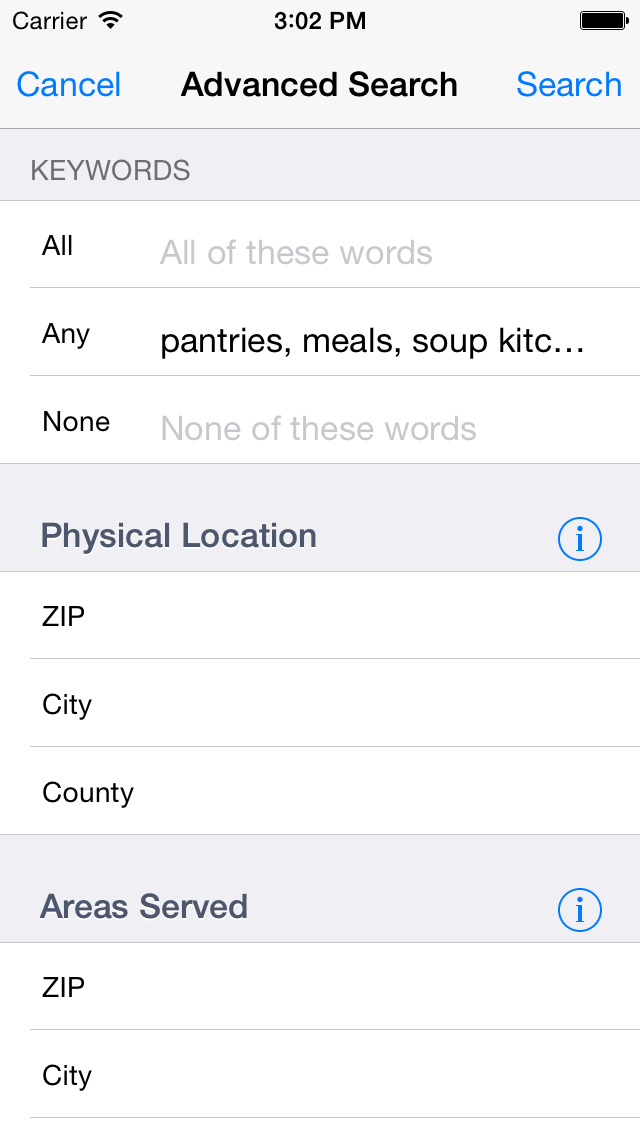 Carrier 3:02 PM
Cancel Advanced Search Search
KEYWORDS
All All of these words
Any pantries, meals, soup kitc...
None None of these words
Physical Location i
ZIP
City
County
Areas Served i
ZIP
City